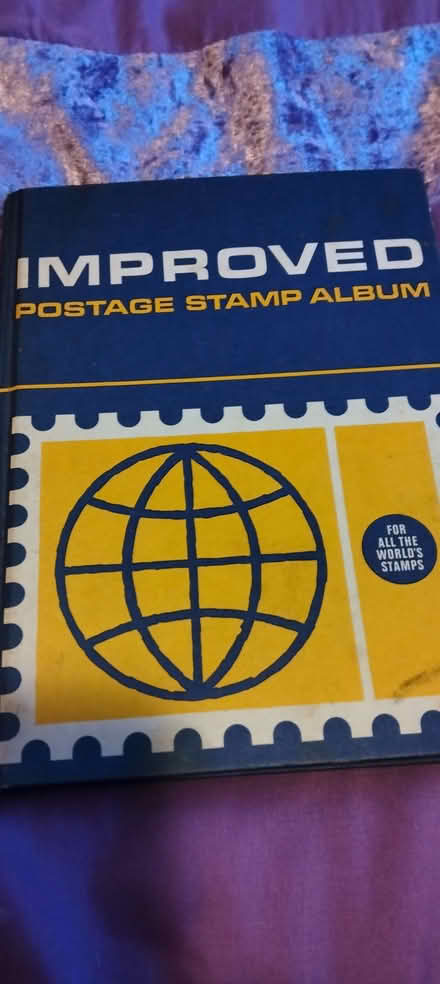 IMPROVED
POSTAGE STAMP ALBUM
FOR
ALL THE
WORLD'S
STAMPS